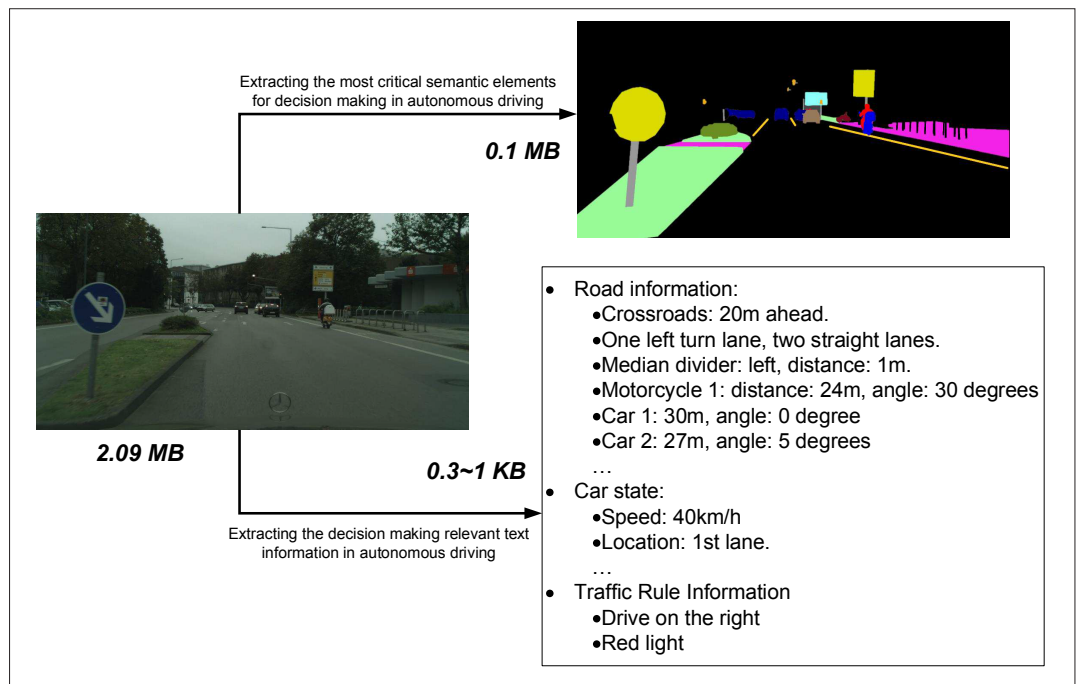 Extracting the most critical semantic elements
for decision making in autonomous driving
0.1 MB
2.09 MB
0.3~1 KB
Extracting the decision making relevant text
information in autonomous driving
• Road information:
•Crossroads: 20m ahead.
•One left turn lane, two straight lanes.
•Median divider: left, distance: 1m.
•Motorcycle 1: distance: 24m, angle: 30 degrees
•Car 1: 30m, angle: 0 degree
•Car 2: 27m, angle: 5 degrees
…
• Car state:
•Speed: 40km/h
•Location: 1st lane.
…
• Traffic Rule Information
•Drive on the right
•Red light